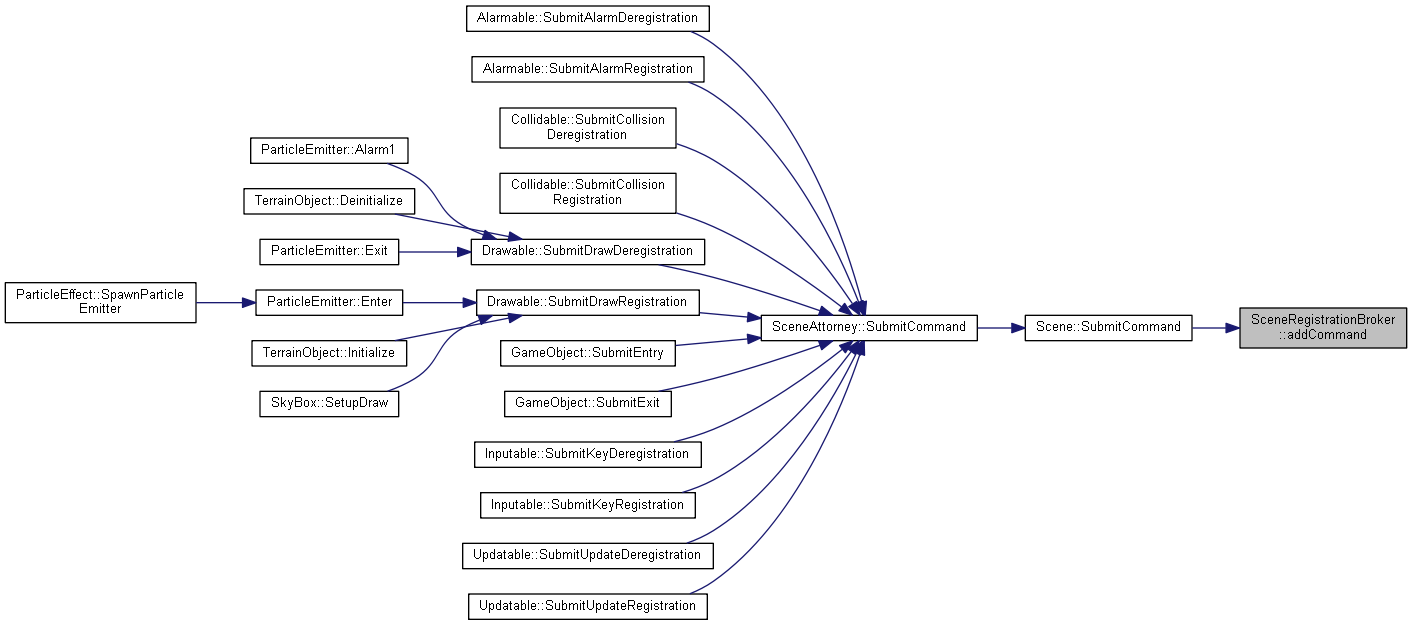 Alarmable::SubmitAlarmDeregistration
Alarmable::SubmitAlarmRegistration
Collidable::SubmitCollision
Deregistration
Collidable::SubmitCollision
Registration
ParticleEmitter::Alarm1
TerrainObject::Deinitialize
ParticleEmitter::Exit
Drawable::SubmitDrawDeregistration
ParticleEffect::SpawnParticle
Emitter
ParticleEmitter::Enter
Drawable::SubmitDrawRegistration
TerrainObject::Initialize
SkyBox::SetupDraw
GameObject::SubmitEntry
GameObject::SubmitExit
Inputable::SubmitKeyDeregistration
Inputable::SubmitKeyRegistration
Updatable::SubmitUpdateDeregistration
Updatable::SubmitUpdateRegistration
SceneAttorney::SubmitCommand
Scene::SubmitCommand
SceneRegistrationBroker
::addCommand